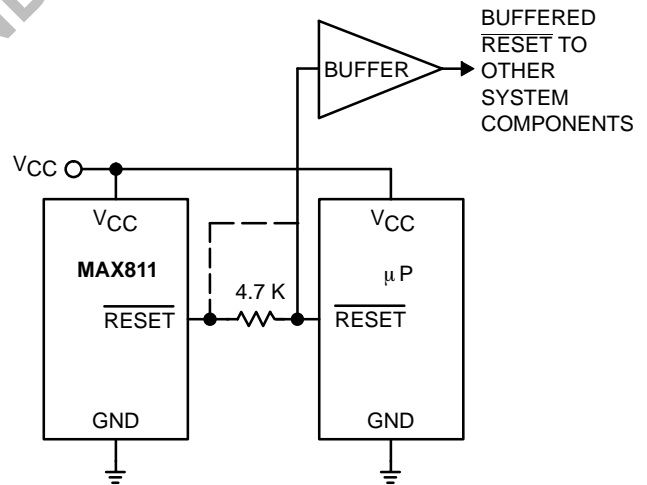 BUFFERED
RESET TO
OTHER
SYSTEM
COMPONENTS
BUFFER
VCC
VCC
VCC
MAX811
μP
4.7 K
RESET
RESET
GND
GND